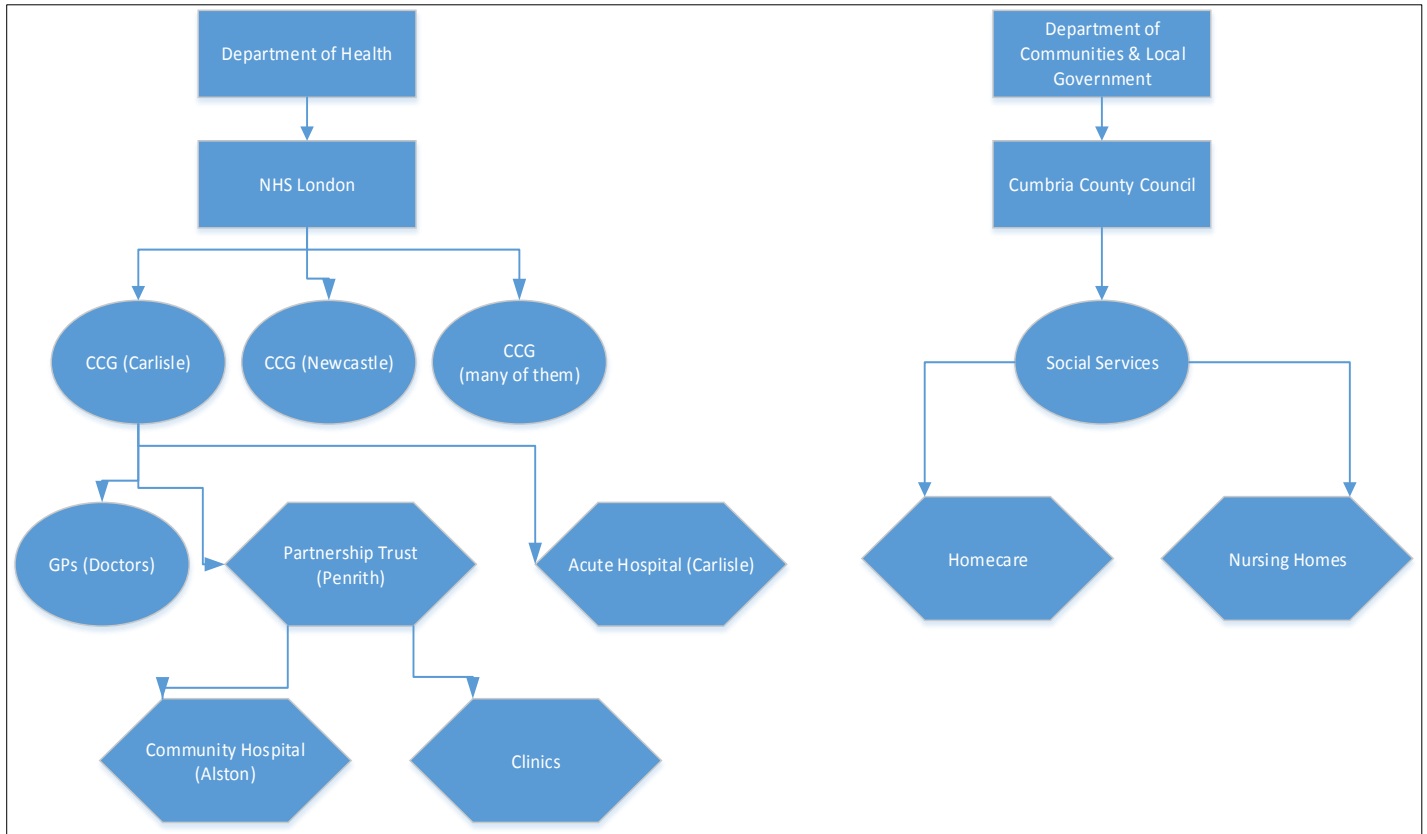 Department of Health
Department of
Communities & Local
Government
NHS London
Cumbria County Council
CCG (Carlisle)
CCG (Newcastle)
CCG
(many of them)
Social Services
GPs (Doctors)
Partnership Trust
(Penrith)
Acute Hospital (Carlisle)
Homecare
Nursing Homes
Community Hospital
(Alston)
Clinics